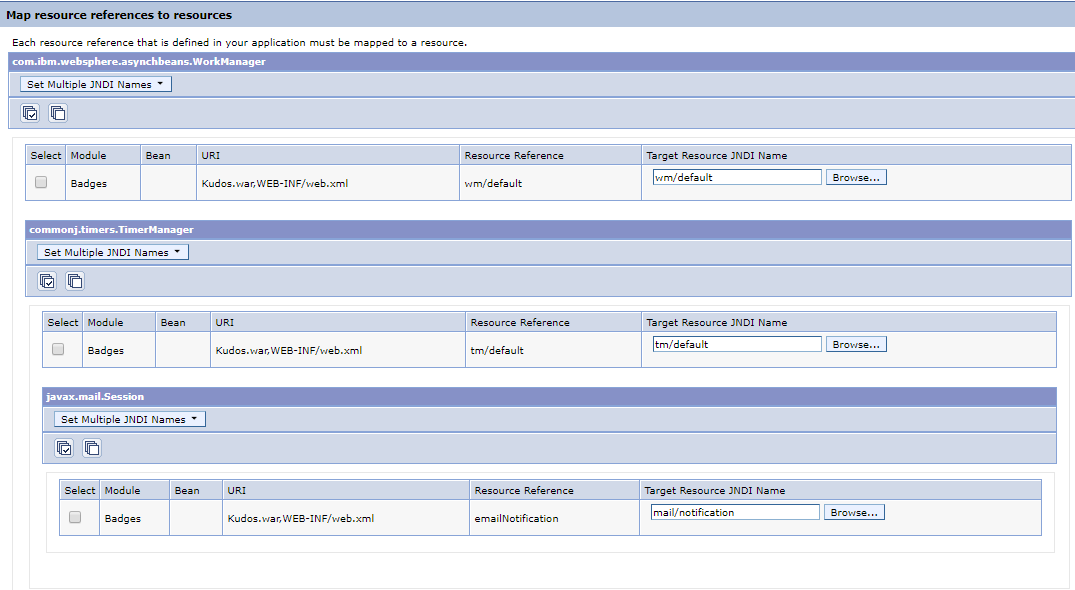 Map resource references to resources
Each resource reference that is defined in your application must be mapped to a resource.
com.ibm.websphere.asynchbeans.WorkManager
Set Multiple JNDI Names
Select Module Bean URI Resource Reference Target Resource JNDI Name
Badges Kudos.war,WEB-INF/web.xml wm/default wm/default Browse...
commonj.timers.TimerManager
Set Multiple JNDI Names
Select Module Bean URI Resource Reference Target Resource JNDI Name
Badges Kudos.war,WEB-INF/web.xml tm/default tm/default Browse...
javax.mail.Session
Set Multiple JNDI Names
Select Module Bean URI Resource Reference Target Resource JNDI Name
Badges Kudos.war,WEB-INF/web.xml emailNotification mail/notification Browse...